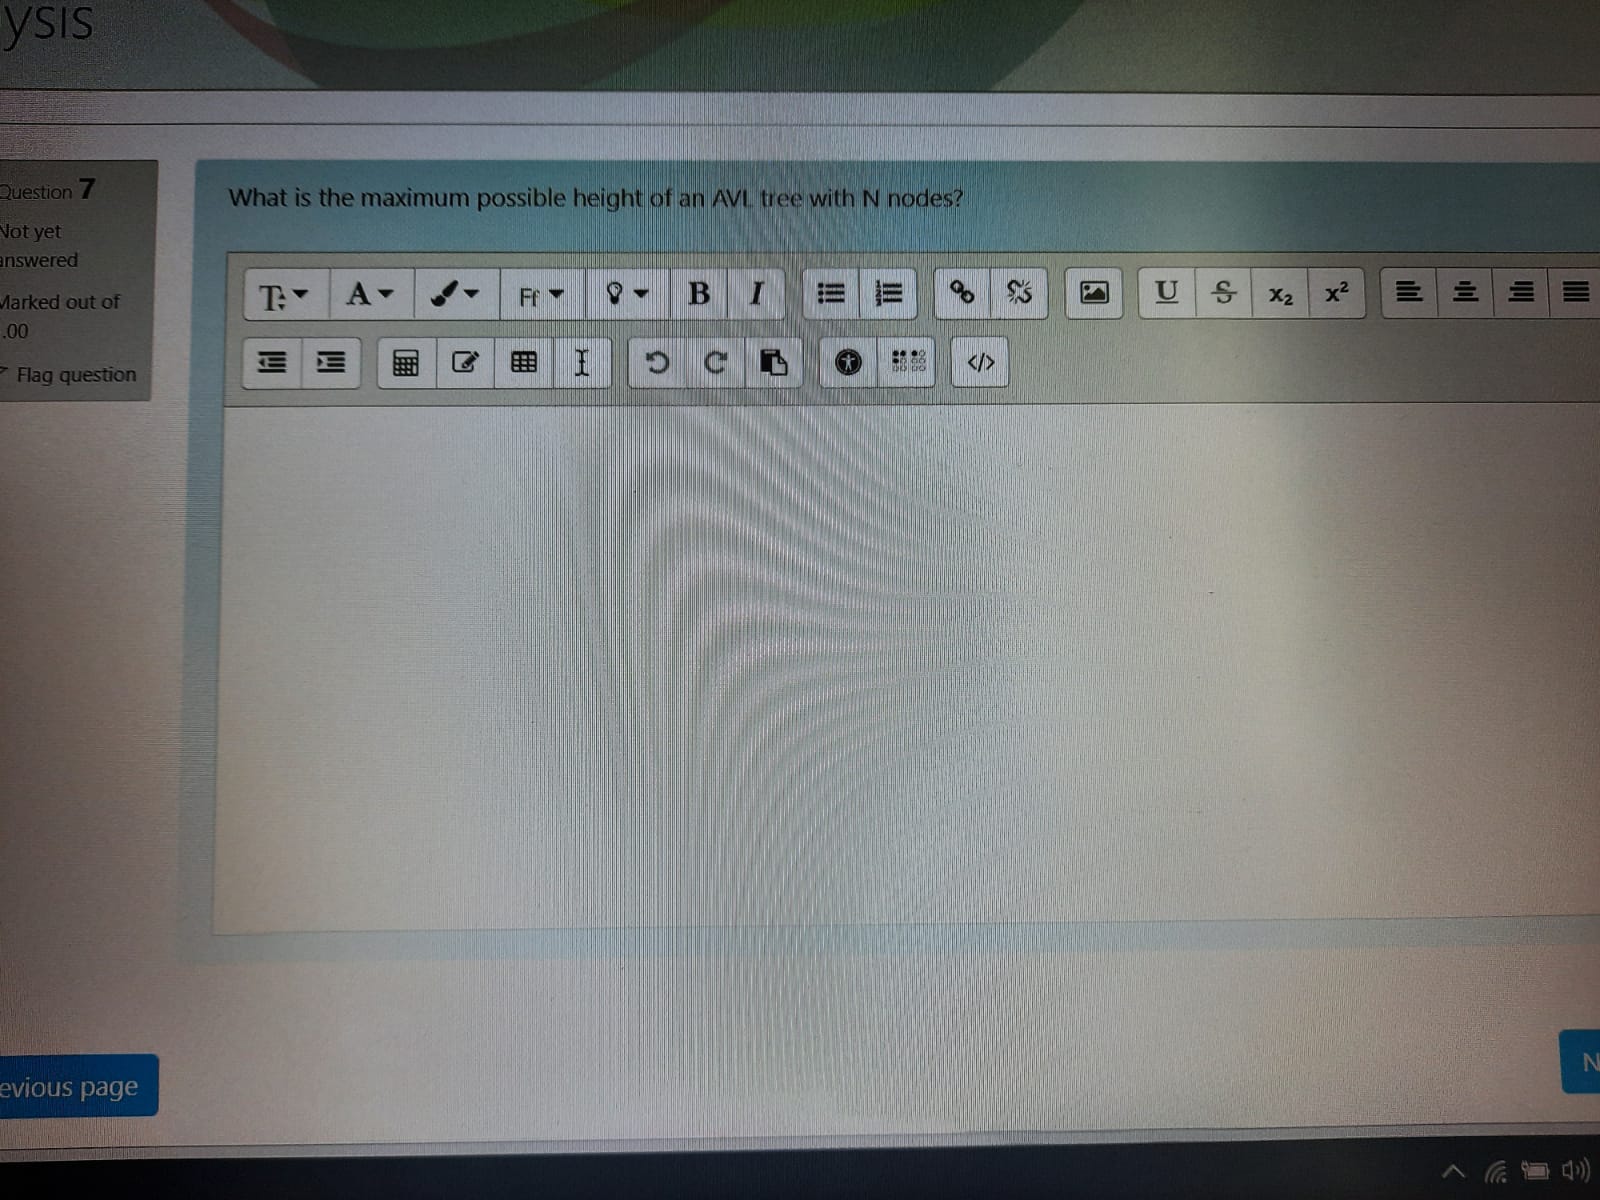 ysis
Question 7
Not yet
answered
Marked out of
.00
Flag question
What is the maximum possible height of an AVL tree with N nodes?
T A Ff B I U S x₂ x²
</>
evious page
N